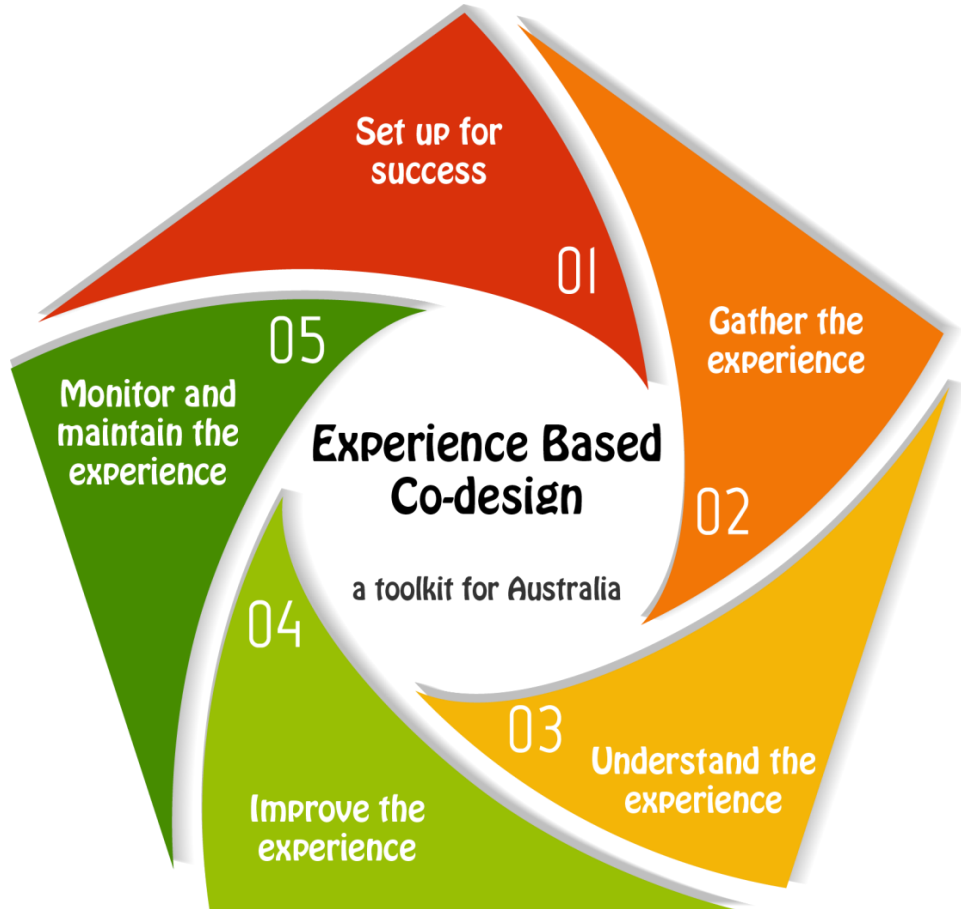 Set up for
success
01
Gather the
experience
02
Understand the
experience
03
Improve the
experience
04
Monitor and
maintain the
experience
05
Experience Based
Co-design
a toolkit for Australia